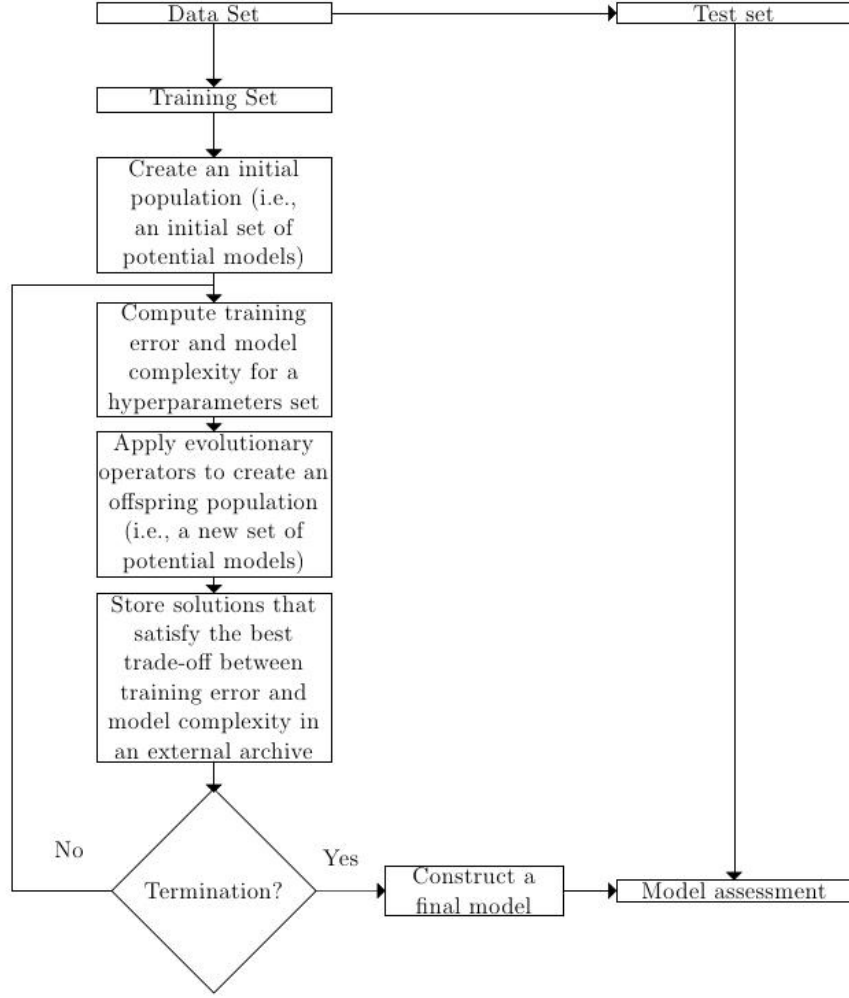 Data Set
Test set
Training Set
Create an initial
population (i.e.,
an initial set of
potential models)
Compute training
error and model
complexity for a
hyperparameters set
Apply evolutionary
operators to create an
offspring population
(i.e., a new set of
potential models)
Store solutions that
satisfy the best
trade-off between
training error and
model complexity in
an external archive
No
Termination?
Yes
Construct a
final model
Model assessment